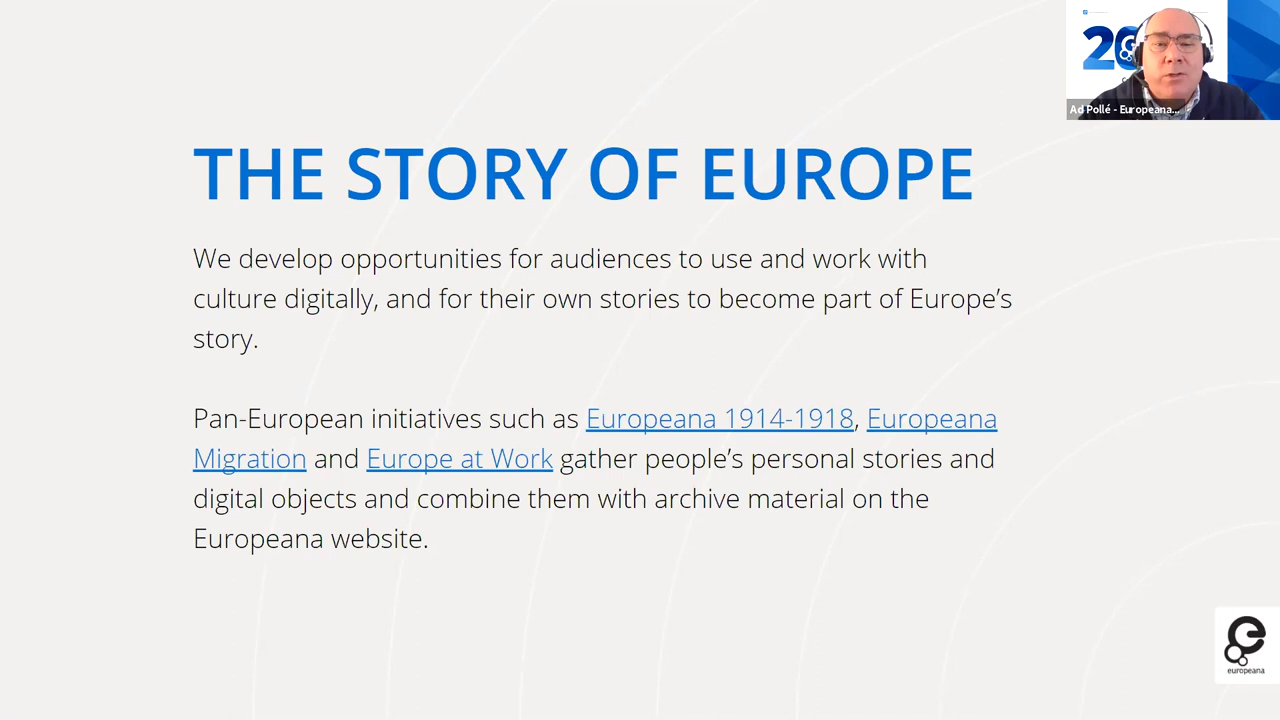 THE STORY OF EUROPE
We develop opportunities for audiences to use and work with
culture digitally, and for their own stories to become part of Europe’s
story.
Pan-European initiatives such as Europeana 1914-1918, Europeana
Migration and Europe at Work gather people’s personal stories and
digital objects and combine them with archive material on the
Europeana website.
Ad Pollé - Europeana...
europeana